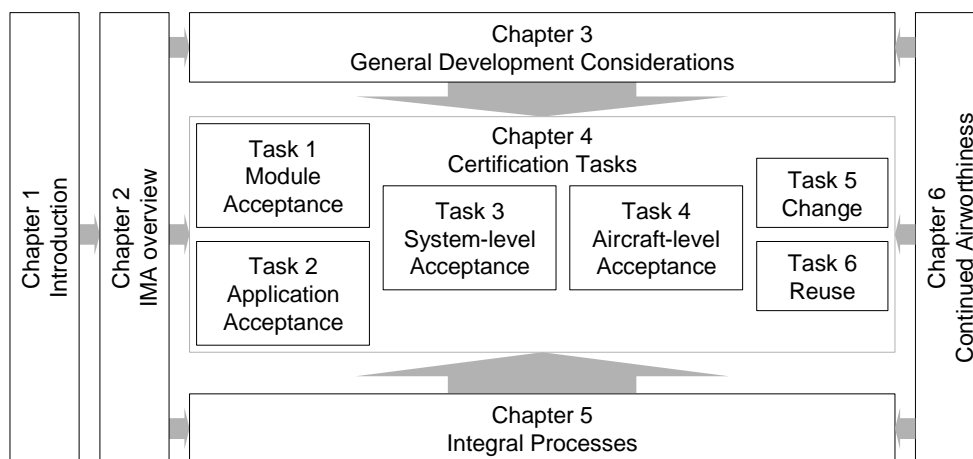 Chapter 1
Introduction
Chapter 2
IMA overview
Chapter 3
General Development Considerations
Chapter 4
Certification Tasks
Task 1
Module
Acceptance
Task 2
Application
Acceptance
Task 3
System-level
Acceptance
Task 4
Aircraft-level
Acceptance
Task 5
Change
Task 6
Reuse
Chapter 5
Integral Processes
Chapter 6
Continued Airworthiness